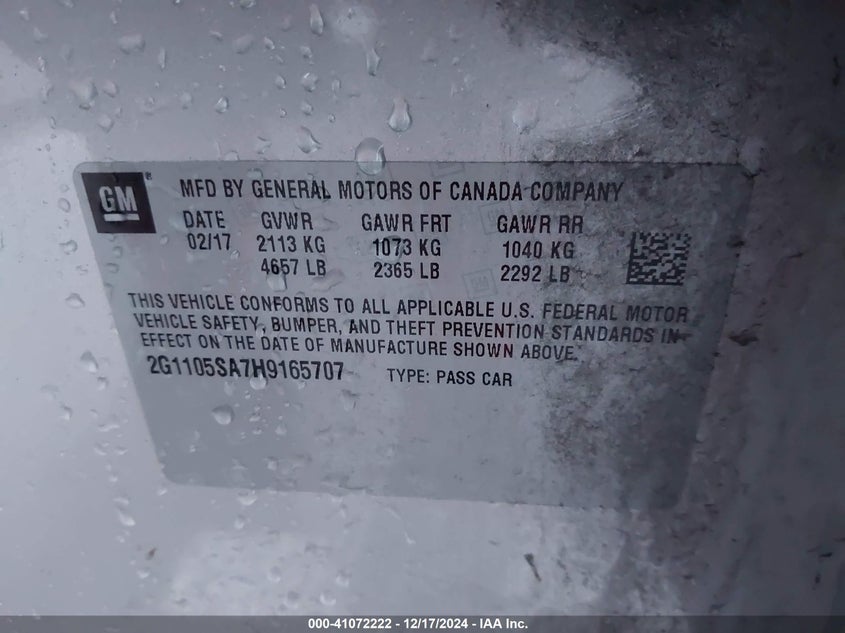 GM ®
MFD BY GENERAL MOTORS OF CANADA COMPANY
DATE GVWR GAWR FRT GAWR RR
02/17 2113 KG 1073 KG 1040 KG
4657 LB 2365 LB 2292 LB
THIS VEHICLE CONFORMS TO ALL APPLICABLE U.S. FEDERAL MOTOR
VEHICLE SAFETY, BUMPER, AND THEFT PREVENTION STANDARDS IN
EFFECT ON THE DATE OF MANUFACTURE SHOWN ABOVE.
2G1105SA7H9165707 TYPE: PASS CAR
000-41072222 - 12/17/2024 - IAA Inc.